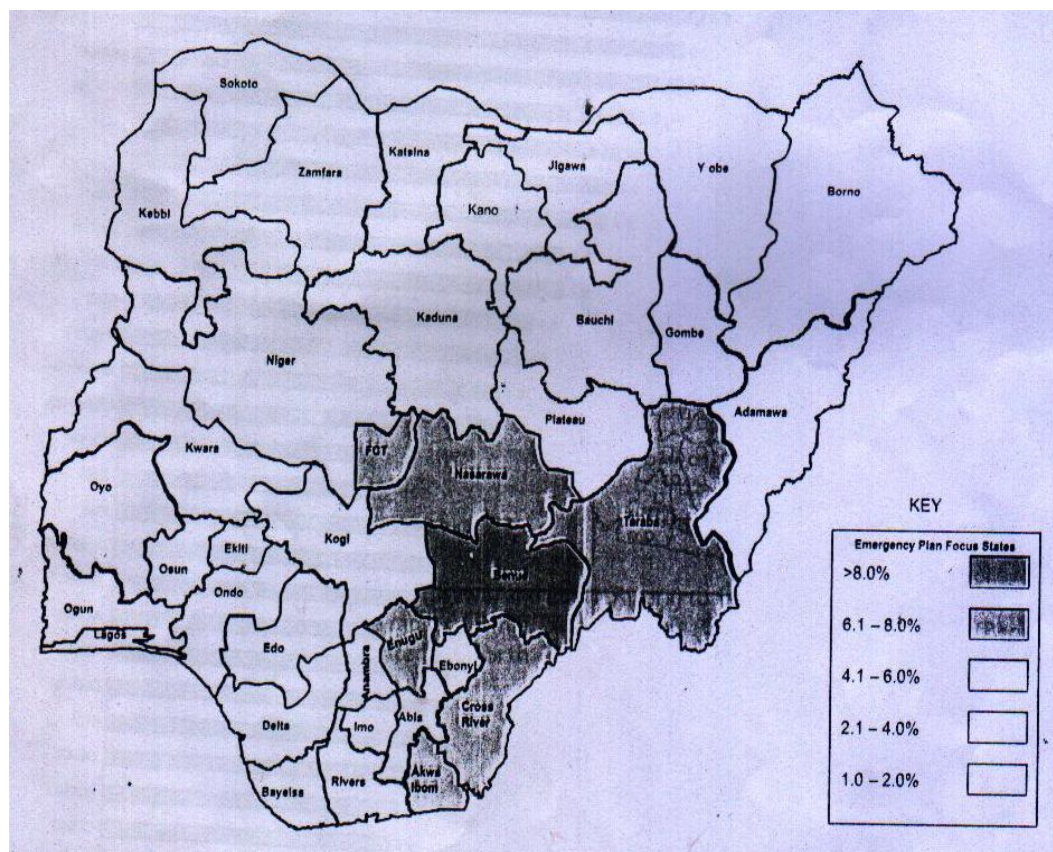 Sokoto
Katsina
Zamfara
Jigawa
Yobe
Borno
Kebbi
Kano
Kaduna
Bauchi
Gombe
Niger
Adamawa
Plateau
FCT
Kwara
Nasarawa
Oyo
Taraba
Kogi
Ekiti
Osun
Benue
Ondo
Ogun
Lagos
Enugu
Edo
Ebonyi
Anambra
Cross
River
Delta
Imo
Abia
Akwa
Ibom
Rivers
Bayelsa
KEY
Emergency Plan Focus States
>8.0%
6.1 – 8.0%
4.1 – 6.0%
2.1 – 4.0%
1.0 – 2.0%